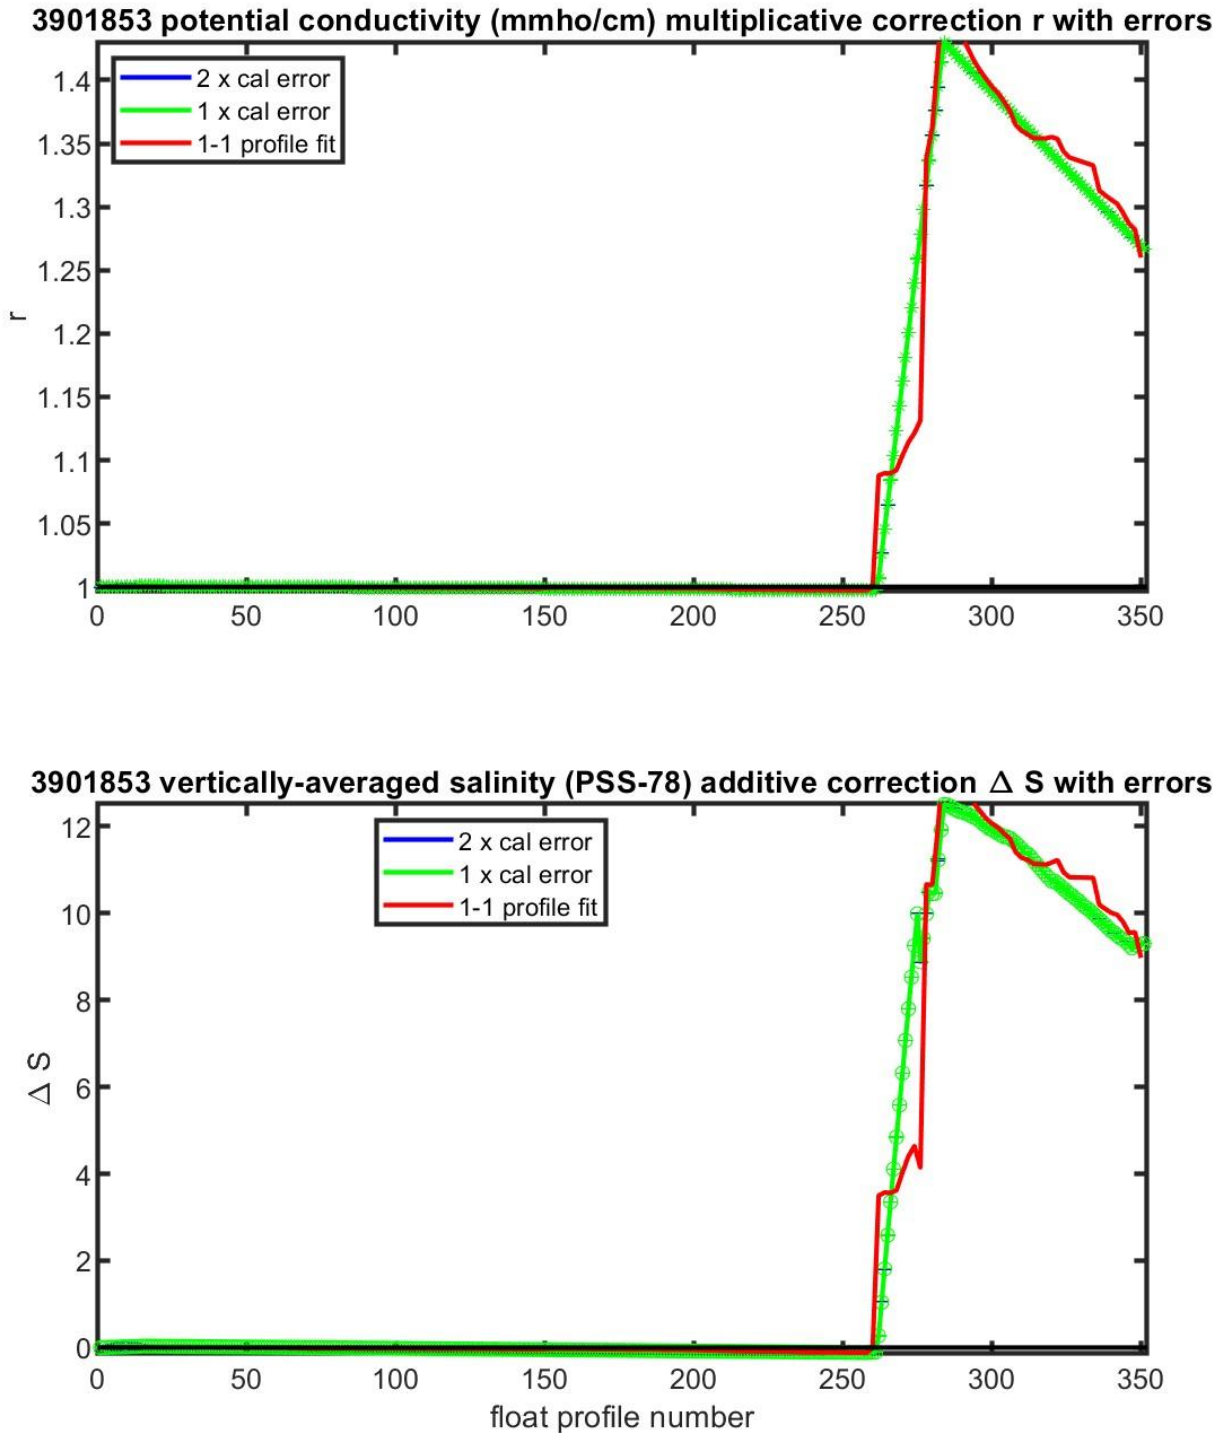 3901853 potential conductivity (mmho/cm) multiplicative correction r with errors
2 x cal error
1 x cal error
1-1 profile fit
1.4
1.35
1.3
1.25
1.2
1.15
1.1
1.05
1
r
0 50 100 150 200 250 300 350
3901853 vertically-averaged salinity (PSS-78) additive correction Δ S with errors
2 x cal error
1 x cal error
1-1 profile fit
12
10
8
6
4
2
0
Δ S
0 50 100 150 200 250 300 350
float profile number